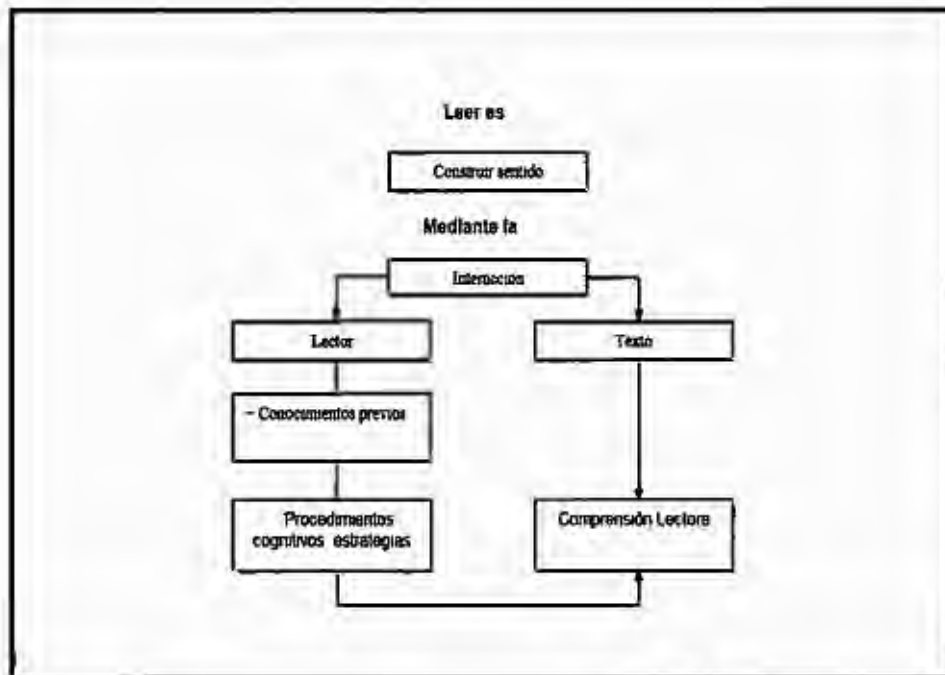 Leer es
Construir sentido
Mediante la
Interacción
Lector
Texto
- Conocimientos previos
Procedimientos
cognitivos estrategias
Comprensión Lectora